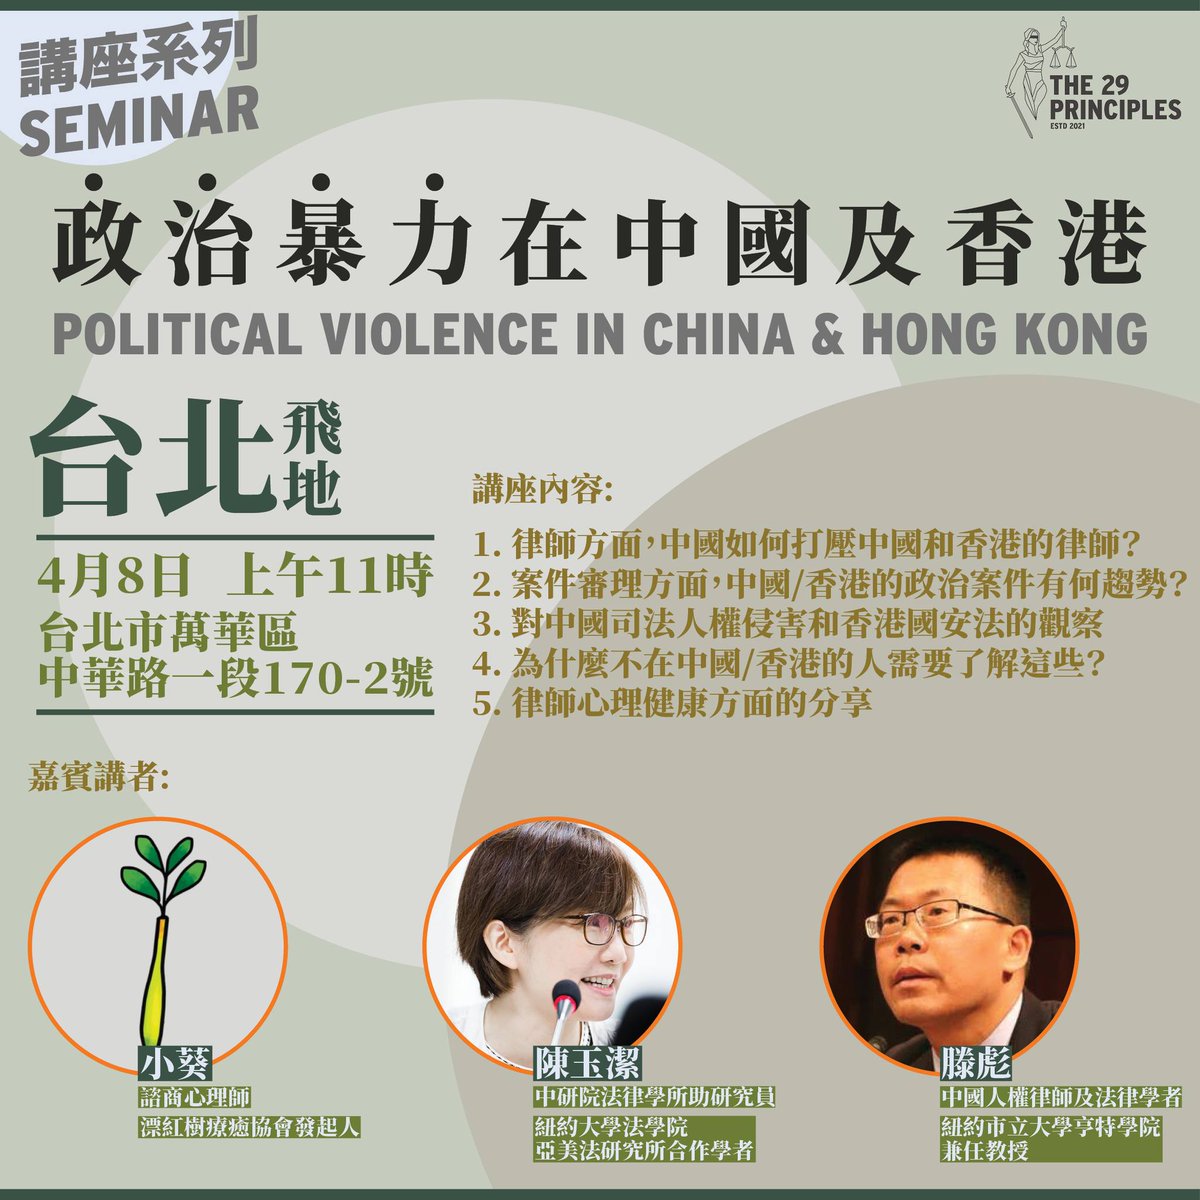 講座系列
SEMINAR
THE 29
PRINCIPLES
ESTD 2021
政治暴力在中國及香港
POLITICAL VIOLENCE IN CHINA & HONG KONG
台北飛地
4月8日 上午11時
台北市萬華區
中華路一段170-2號
講座內容:
1. 律師方面,中國如何打壓中國和香港的律師?
2. 案件審理方面,中國/香港的政治案件有何趨勢?
3. 對中國司法人權侵害和香港國安法的觀察
4. 為什麼不在中國/香港的人需要了解這些?
5. 律師心理健康方面的分享
嘉賓講者:
小葵
諮商心理師
漂紅樹療癒協會發起人
陳玉潔
中研院法律學所助研究員
紐約大學法學院
亞美法研究所合作學者
滕彪
中國人權律師及法律學者
紐約市立大學亨特學院
兼任教授